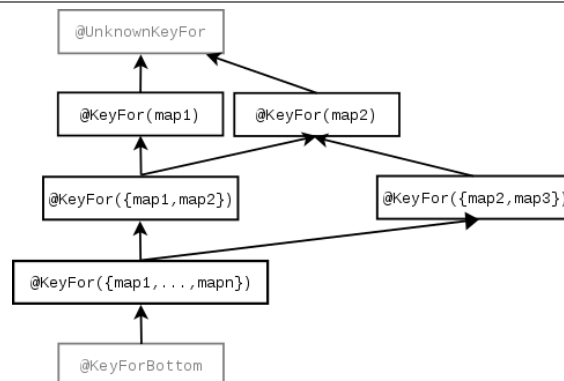 @UnknownKeyFor
@KeyFor(map1)
@KeyFor(map2)
@KeyFor({map1,map2})
@KeyFor({map2,map3})
@KeyFor({map1,...,mapn})
@KeyForBottom